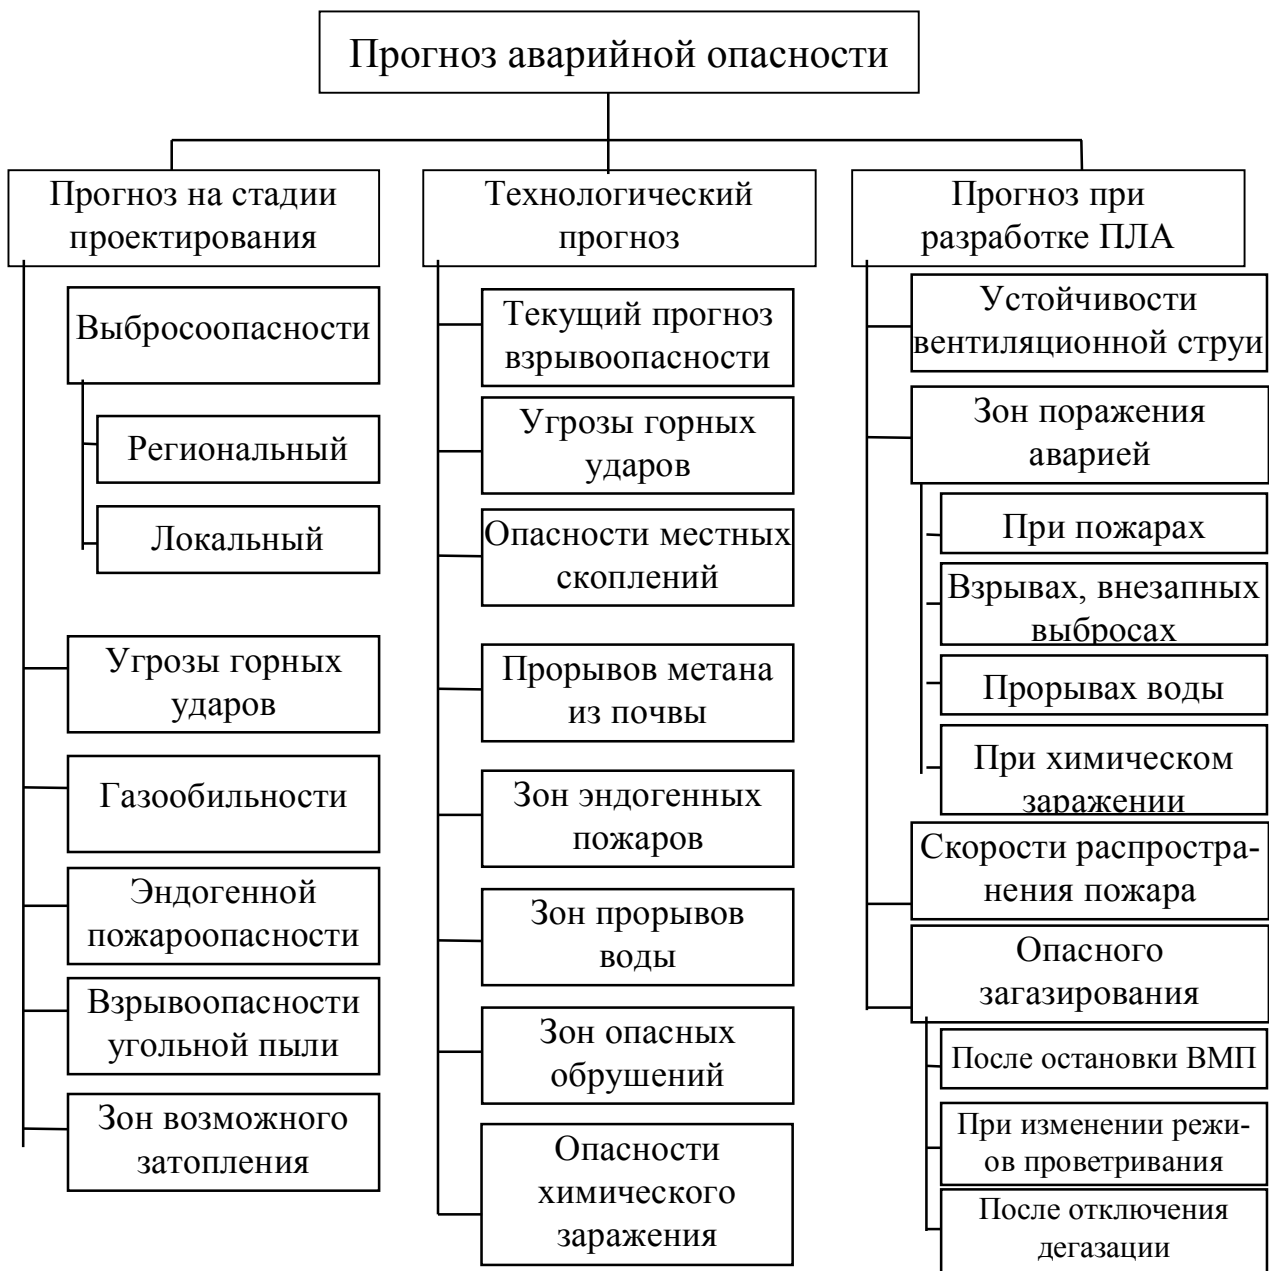 Прогноз аварийной опасности
Прогноз на стадии
проектирования
Выбросоопасности
Региональный
Локальный
Угрозы горных
ударов
Газообильности
Эндогенной
пожароопасности
Взрывоопасности
угольной пыли
Зон возможного
затопления
Технологический
прогноз
Текущий прогноз
взрывоопасности
Угрозы горных
ударов
Опасности местных
скоплений
Прорывов метана
из почвы
Зон эндогенных
пожаров
Зон прорывов
воды
Зон опасных
обрушений
Опасности
химического
заражения
Прогноз при
разработке ПЛА
Устойчивости
вентиляционной струи
Зон поражения
аварией
При пожарах
Взрывах, внезапных
выбросах
Прорывах воды
При химическом
заражении
Скорости распростра-
нения пожара
Опасного
загазирования
После остановки ВМП
При изменении режи-
ов проветривания
После отключения
дегазации